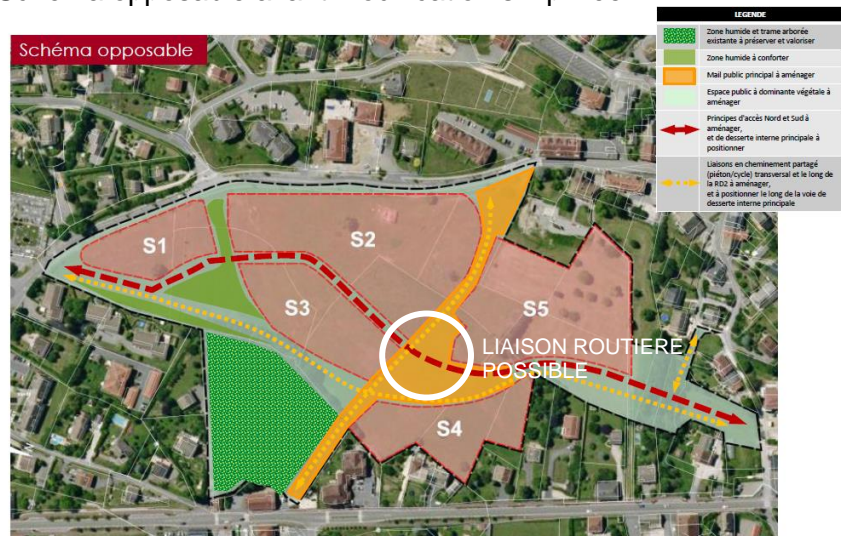 Schéma opposable
LEGENDE
Zone humide et trame arborée
existante à préserver et valoriser
Zone humide à conforter
Mail public principal à aménager
Espace public à dominante végétale à
aménager
Principes d'accès Nord et Sud à
aménager,
et de desserte interne principale à
positionner
Liaisons en cheminement partagé
(piéton/cycle) transversal et le long de
la RD2 à aménager,
et à positionner le long de la voie de
desserte interne principale
S1
S2
S3
S5
LIAISON ROUTIERE
POSSIBLE
S4